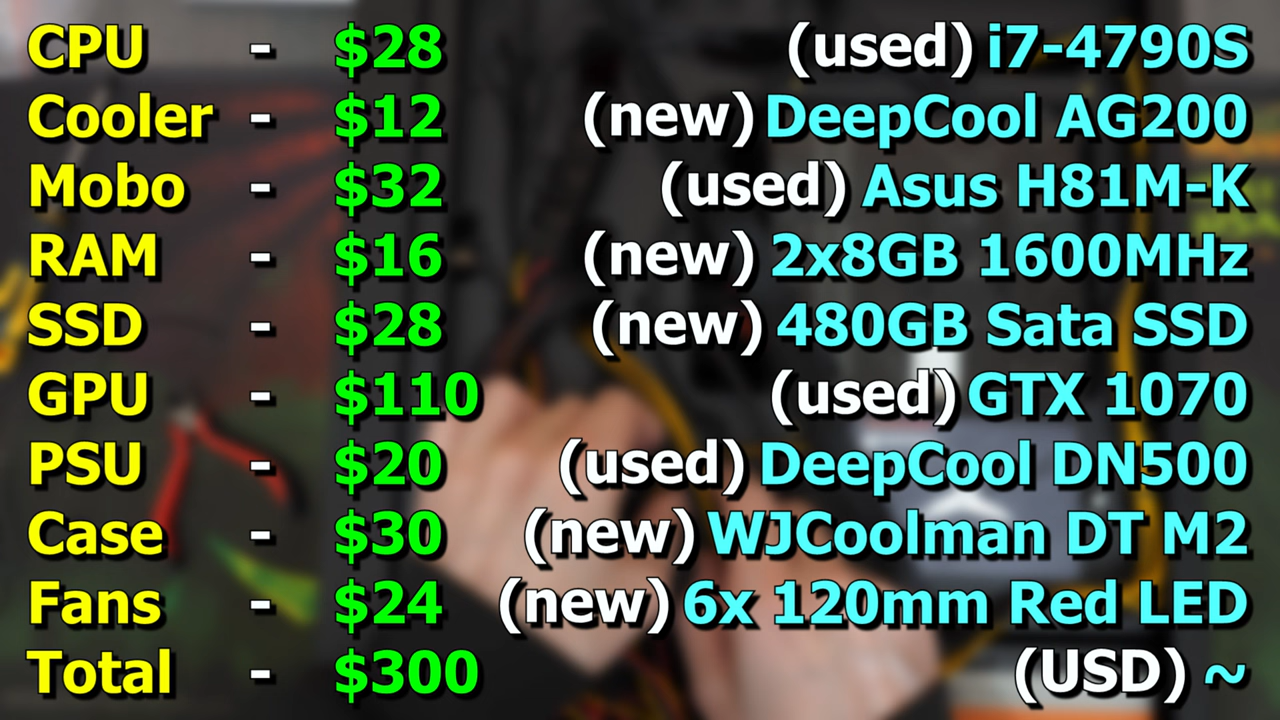 CPU - $28 (used) i7-4790S
Cooler - $12 (new) DeepCool AG200
Mobo - $32 (used) Asus H81M-K
RAM - $16 (new) 2x8GB 1600MHz
SSD - $28 (new) 480GB Sata SSD
GPU - $110 (used) GTX 1070
PSU - $20 (used) DeepCool DN500
Case - $30 (new) WJCoolman DT M2
Fans - $24 (new) 6x 120mm Red LED
Total - $300 (USD) ~